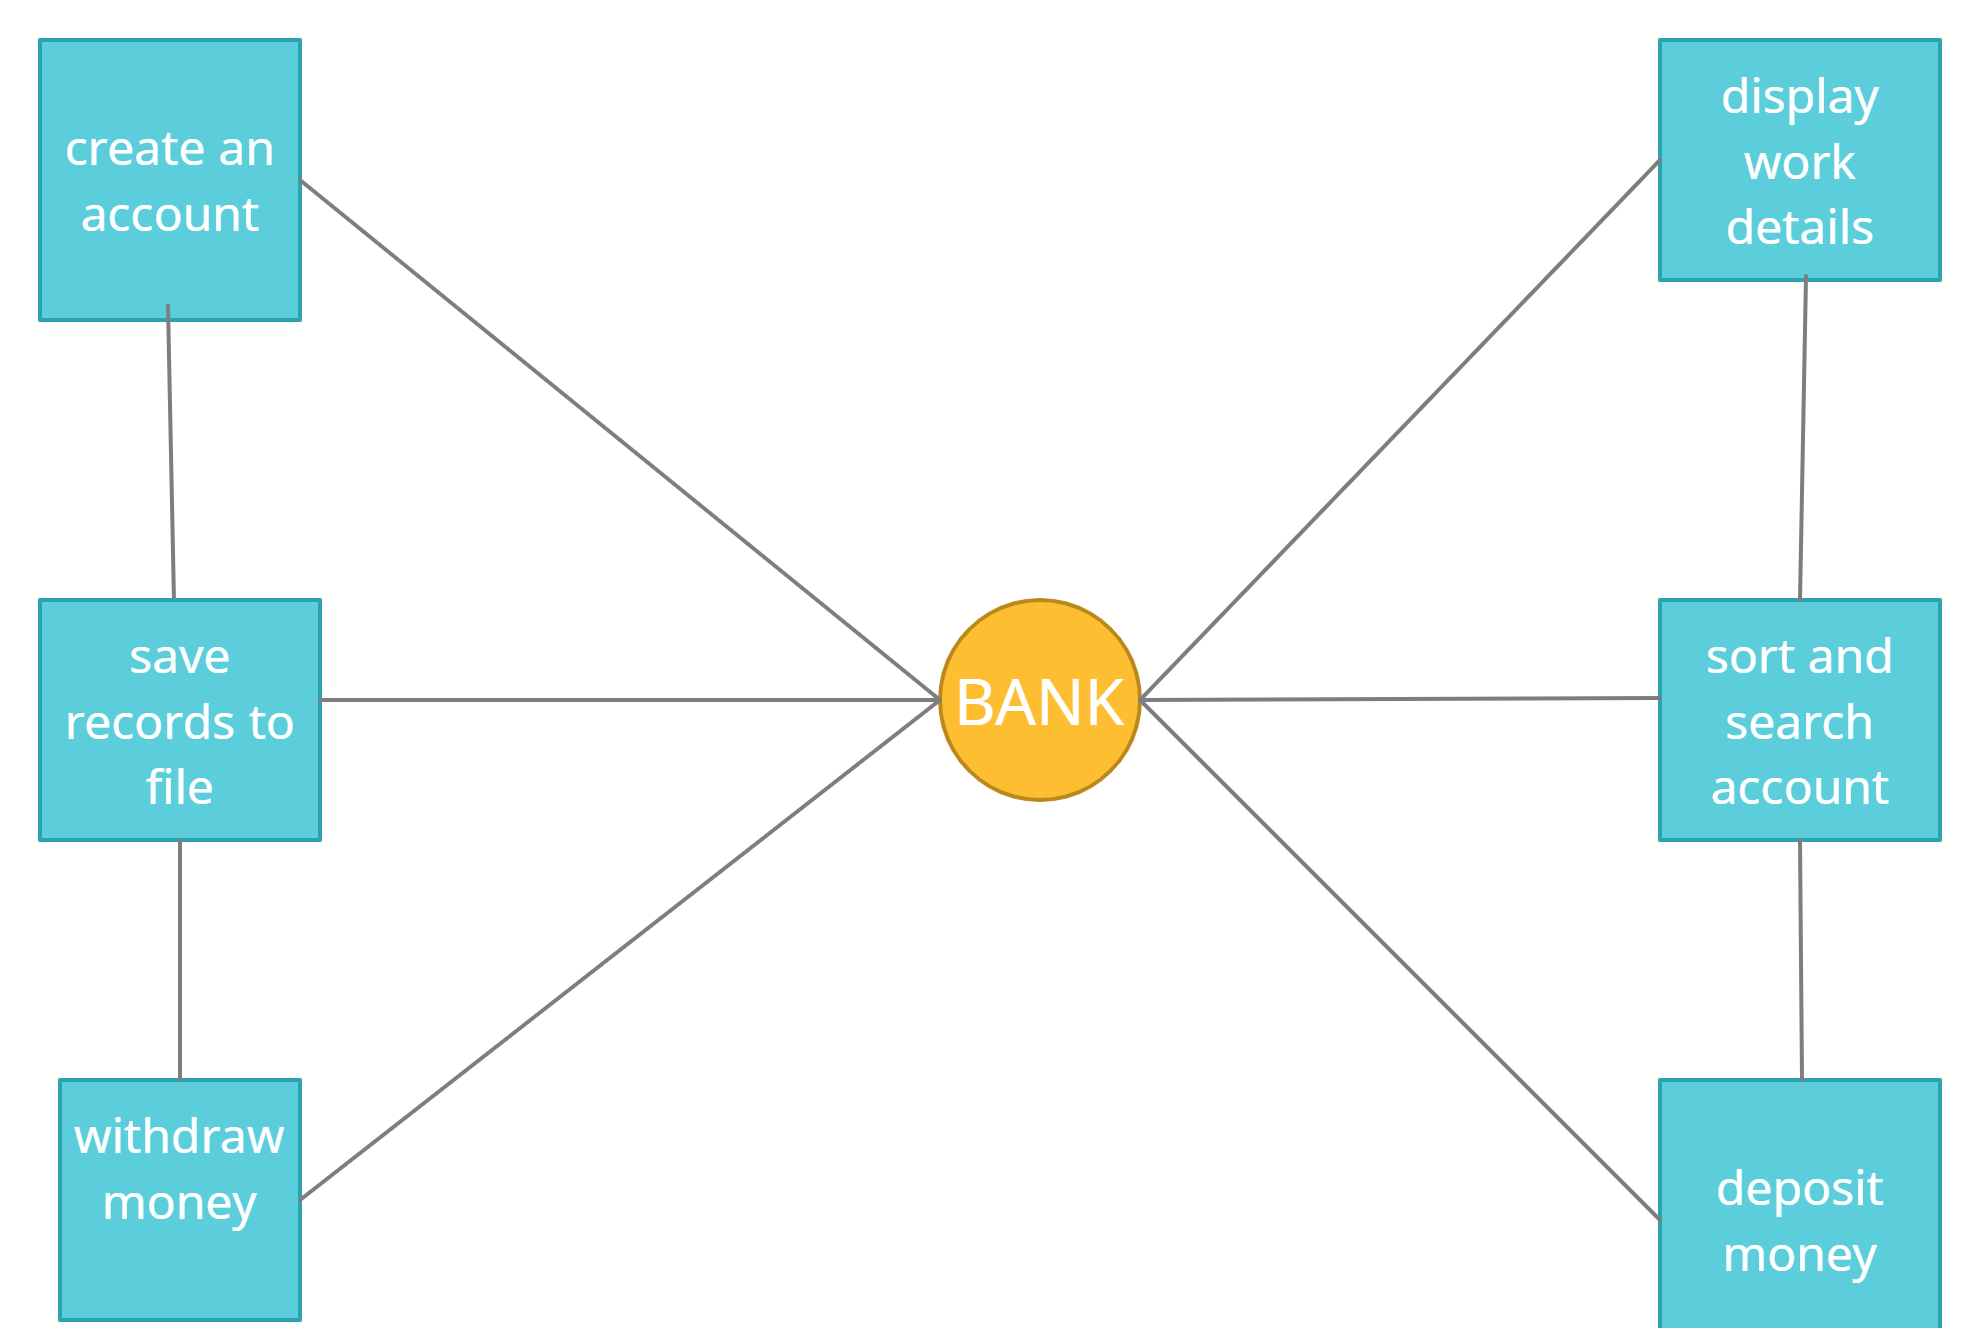 create an
account
save
records to
file
withdraw
money
BANK
display
work
details
sort and
search
account
deposit
money